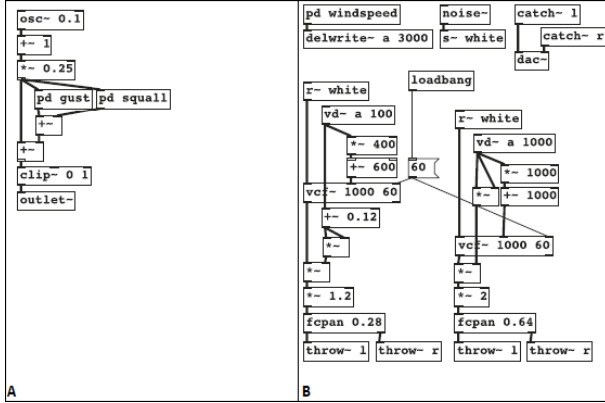 osc~ 0.1
+~ 1
*~ 0.25
pd gust
pd squall
+~
+~
clip~ 0 1
outlet~
A
pd windspeed
noise~
catch~ l
delwrite~ a 3000
s~ white
catch~ r
dac~
loadbang
r~ white
vd~ a 100
*~ 400
+~ 600
60
vcf~ 1000 60
+~ 0.12
*~
*~
*~ 1.2
fcpan 0.28
throw~ l
throw~ r
r~ white
vd~ a 1000
*~ 1000
*~
+~ 1000
vcf~ 1000 60
*~
*~ 2
fcpan 0.64
throw~ l
throw~ r
B